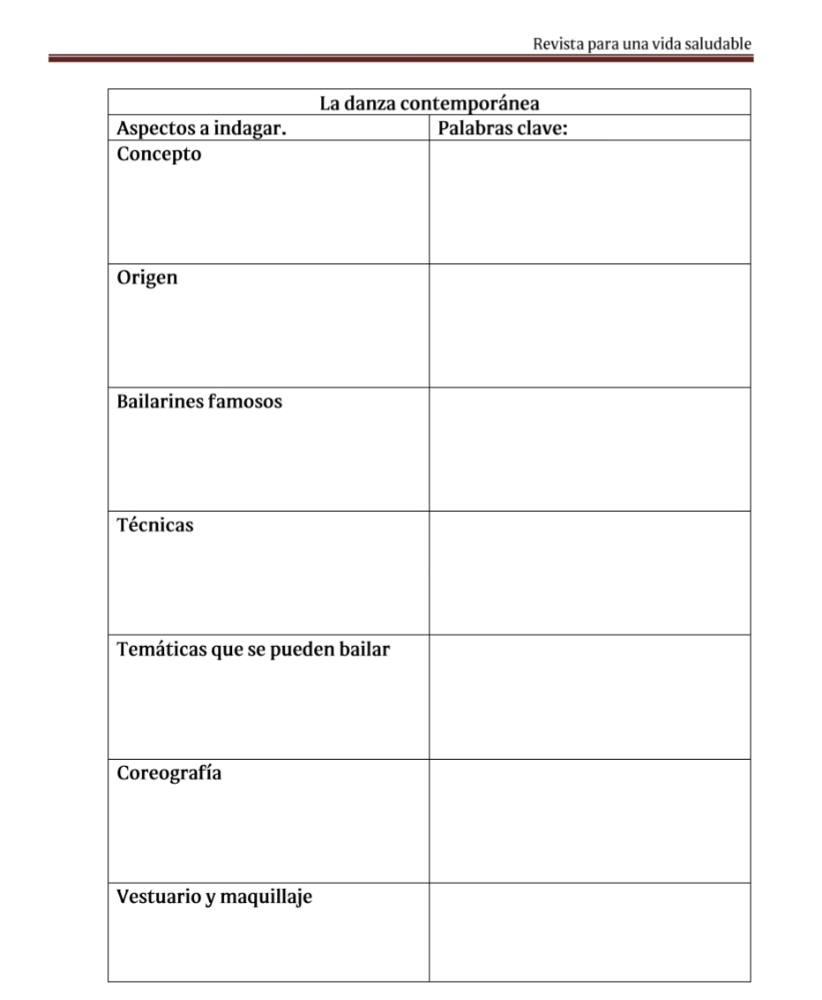 Revista para una vida saludable
La danza contemporánea
Aspectos a indagar.
Palabras clave:
Concepto
Origen
Bailarines famosos
Técnicas
Temáticas que se pueden bailar
Coreografía
Vestuario y maquillaje